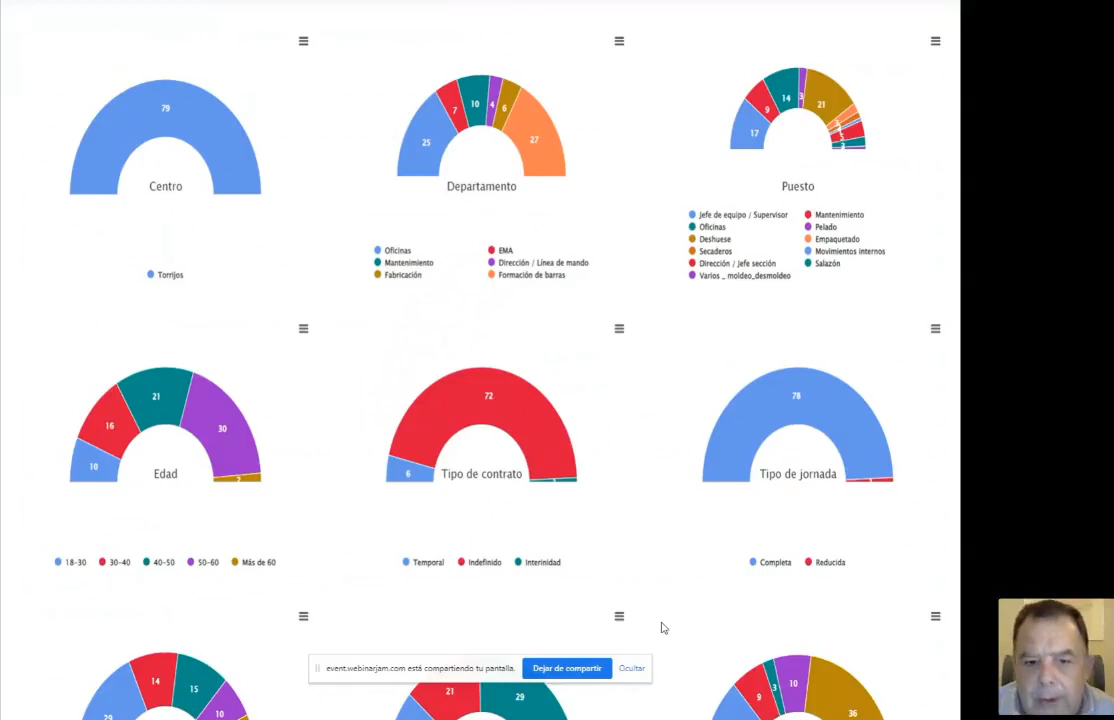 79
Centro
Torrijos
25
7
10
4
6
27
Departamento
Oficinas
EMA
Mantenimiento
Dirección / Línea de mando
Fabricación
Formación de barras
17
9
14
3
21
Puesto
Jefe de equipo / Supervisor
Mantenimiento
Oficinas
Pelado
Deshuese
Empaquetado
Secaderos
Movimientos internos
Dirección / Jefe sección
Salazón
Varios _ moldeo_desmoldeo
10
16
21
30
2
Edad
18-30
30-40
40-50
50-60
Más de 60
6
72
1
Tipo de contrato
Temporal
Indefinido
Interinidad
78
1
Tipo de jornada
Completa
Reducida
29
14
15
10
21
29
9
3
10
36
event.webinarjam.com está compartiendo tu pantalla.
Dejar de compartir
Ocultar